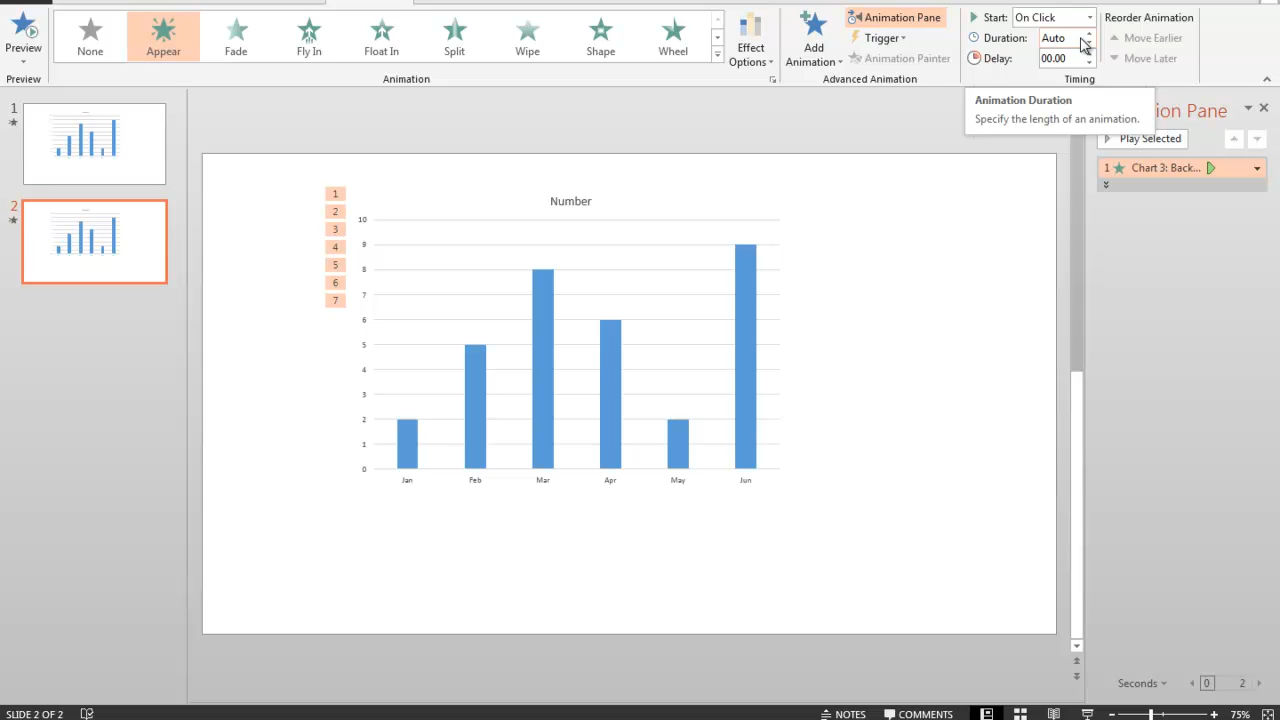 None
Appear
Fade
Fly In
Float In
Split
Wipe
Shape
Wheel
Preview
Effect
Options
Add
Animation
Animation Pane
Trigger
Animation Painter
Start: On Click
Duration: Auto
Delay: 00.00
Reorder Animation
Move Earlier
Move Later
Preview
Animation
Advanced Animation
Timing
Animation Duration
Specify the length of an animation.
tion Pane
Play Selected
1 Chart 3: Back...
1
2
1
2
3
4
5
6
7
Number
10
9
8
7
6
5
4
3
2
1
0
Jan Feb Mar Apr May Jun
Seconds 0 2
SLIDE 2 OF 2 NOTES COMMENTS 75%